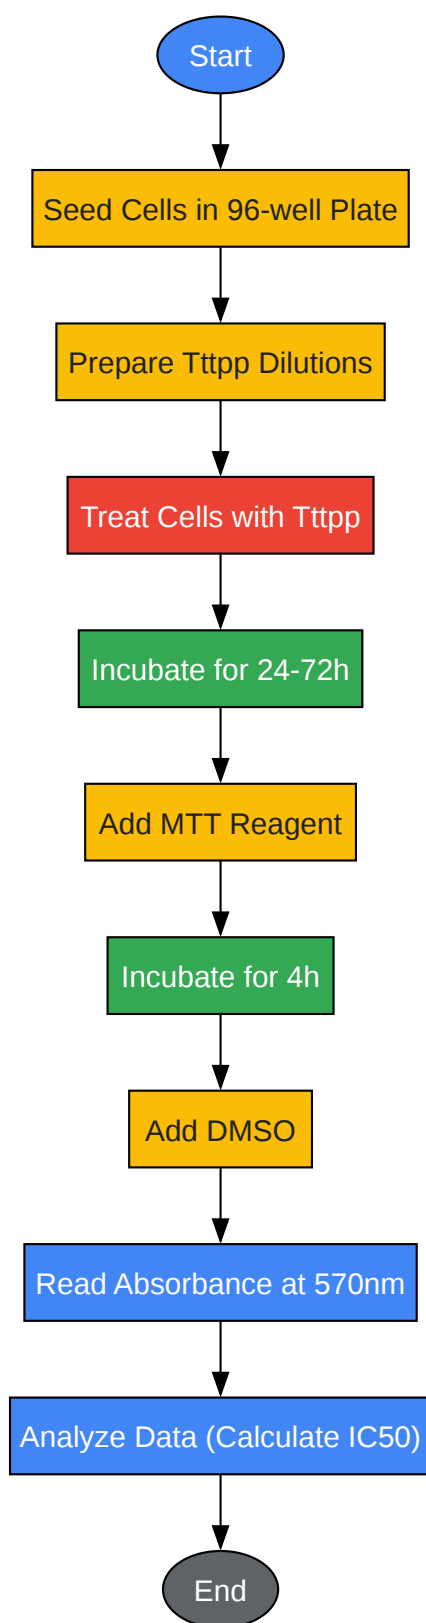 Start
Seed Cells in 96-well Plate
Prepare Tttpp Dilutions
Treat Cells with Tttpp
Incubate for 24-72h
Add MTT Reagent
Incubate for 4h
Add DMSO
Read Absorbance at 570nm
Analyze Data (Calculate IC50)
End